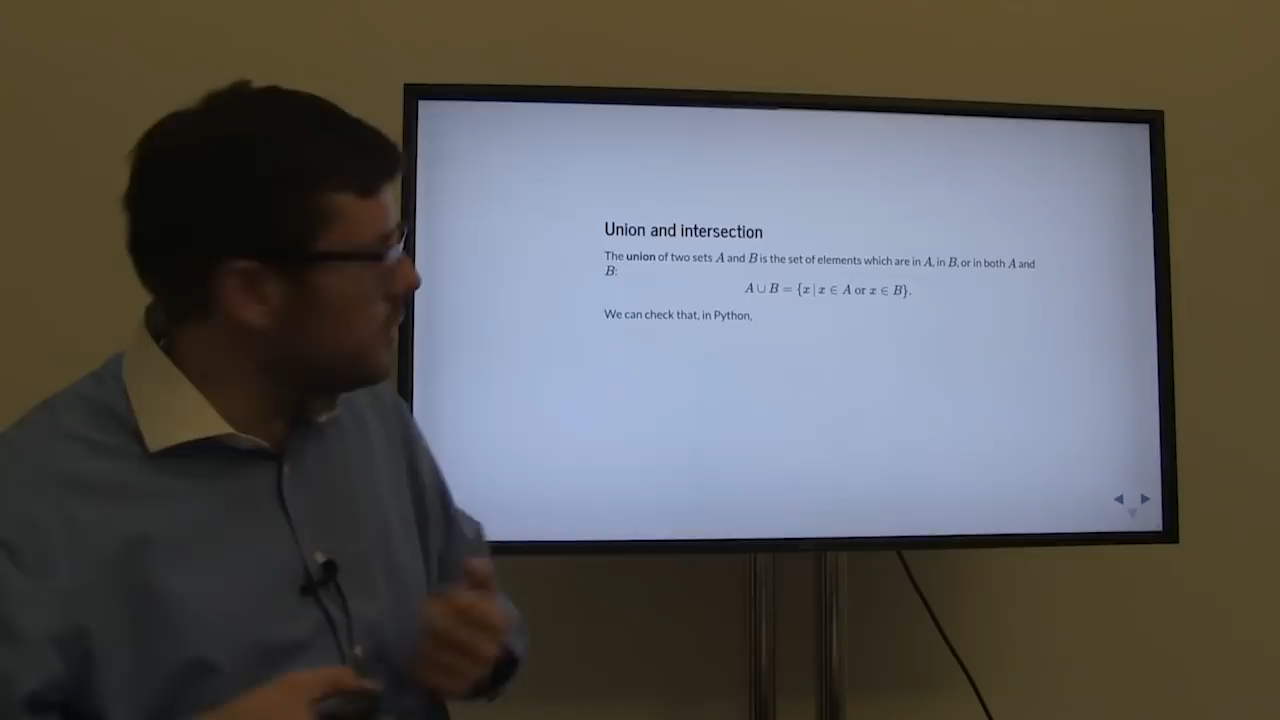 Union and intersection
The union of two sets A and B is the set of elements which are in A, in B, or in both A and
B:
A ∪ B = {x | x ∈ A or x ∈ B}.
We can check that, in Python,